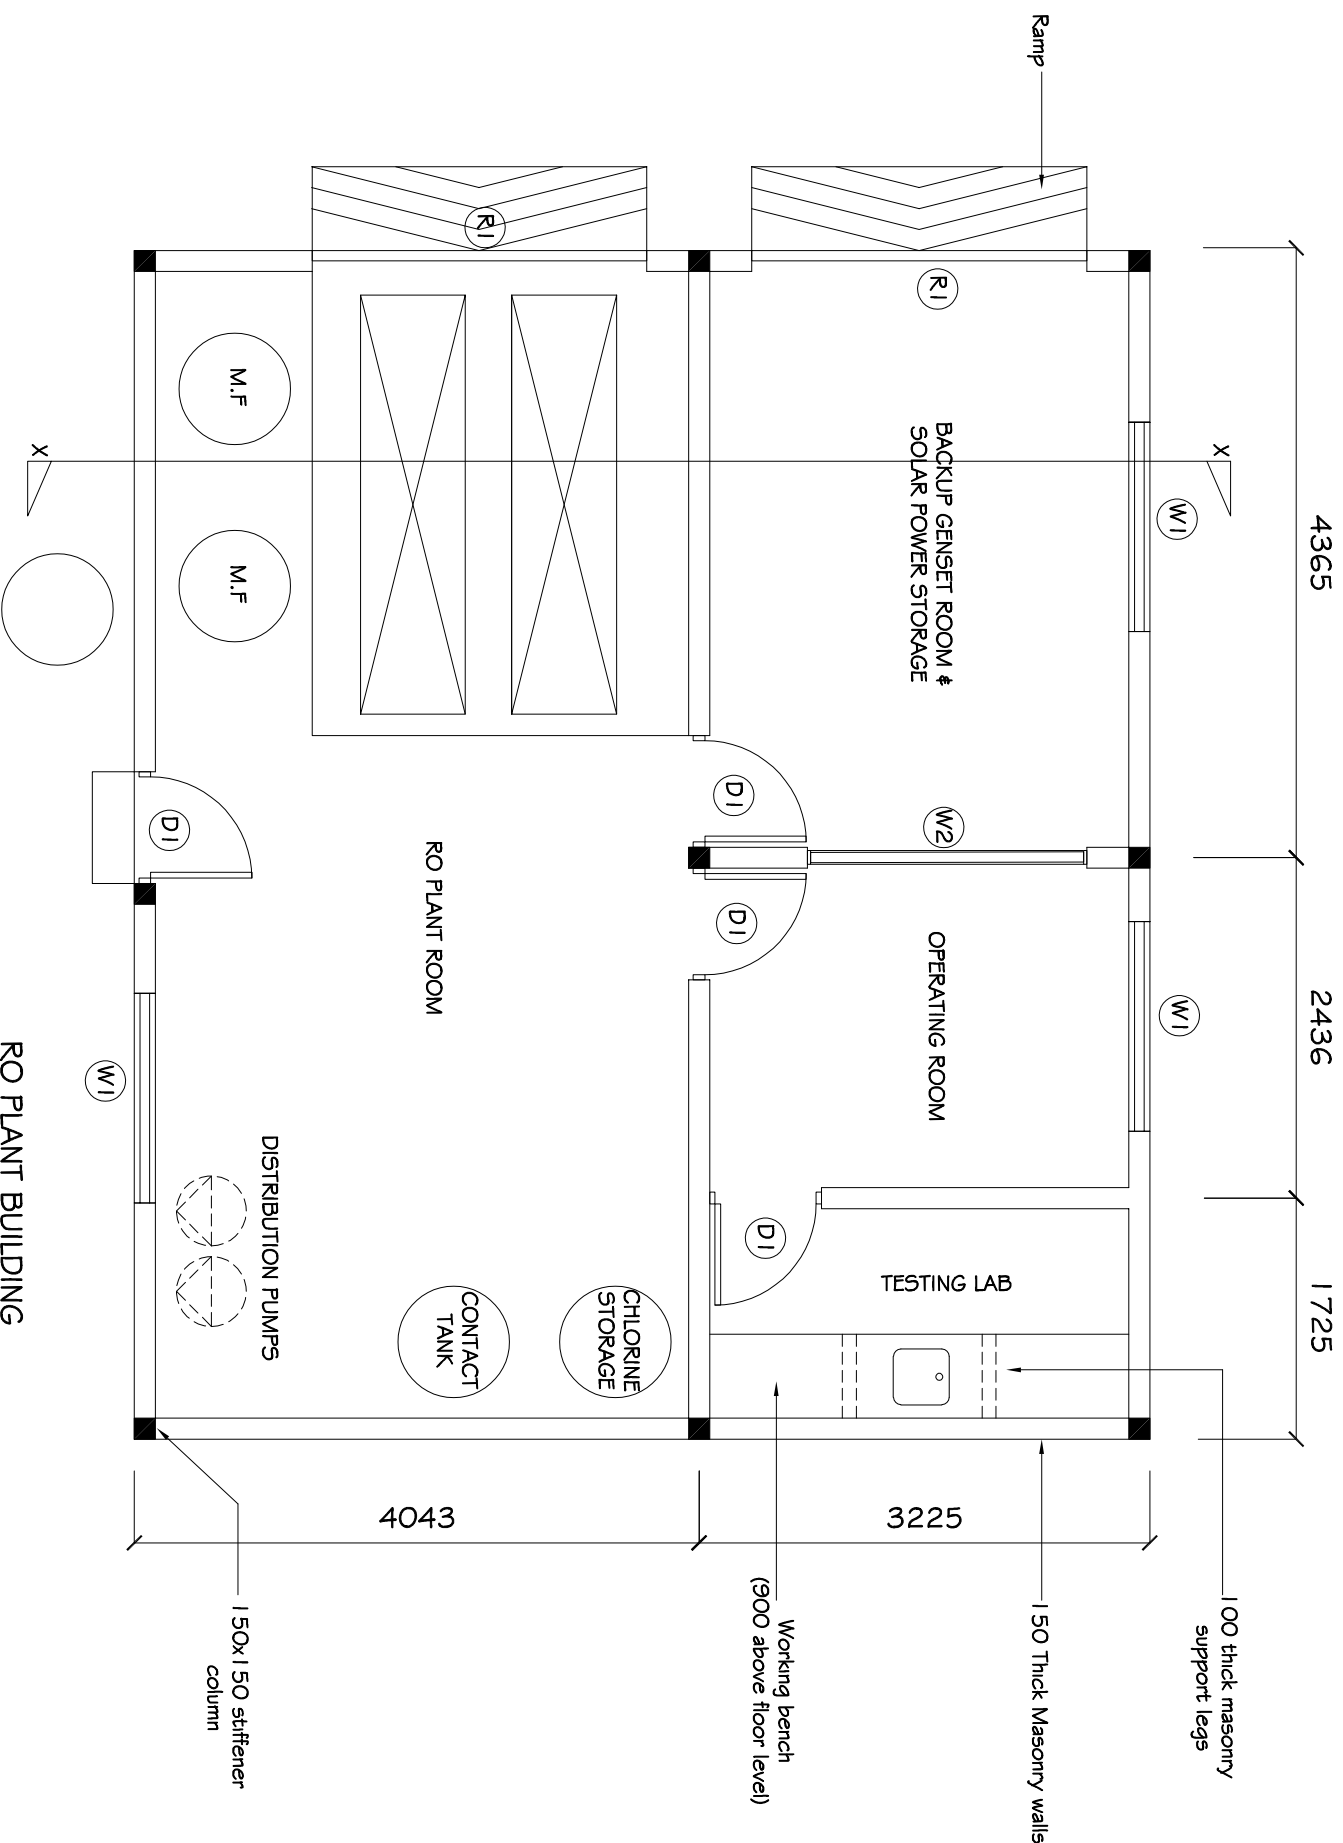 Ramp
4365
2436
1725
X
X
W1
W1
R1
R1
M.F
M.F
BACKUP GENSET ROOM &
SOLAR POWER STORAGE
D1
D1
D1
D1
W2
RO PLANT ROOM
OPERATING ROOM
TESTING LAB
W1
DISTRIBUTION PUMPS
CONTACT
TANK
CHLORINE
STORAGE
4043
3225
100 thick masonry
support legs
150 Thick Masonry walls
Working bench
(900 above floor level)
150x150 stiffener
column
RO PLANT BUILDING